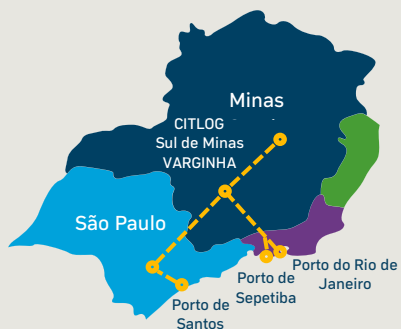 Minas
CITLOG
Sul de Minas
VARGINHA
São Paulo
Porto do Rio de
Janeiro
Porto de
Sepetiba
Porto de
Santos